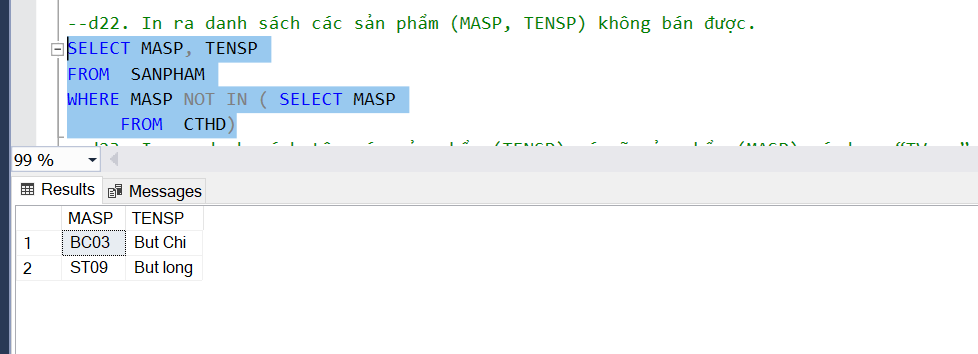 --d22. In ra danh sách các sản phẩm (MASP, TENSP) không bán được.
SELECT MASP, TENSP
FROM  SANPHAM
WHERE MASP NOT IN ( SELECT MASP
FROM  CTHD)
99 %
Results Messages
MASP TENSP
1 BC03 But Chi
2 ST09 But long